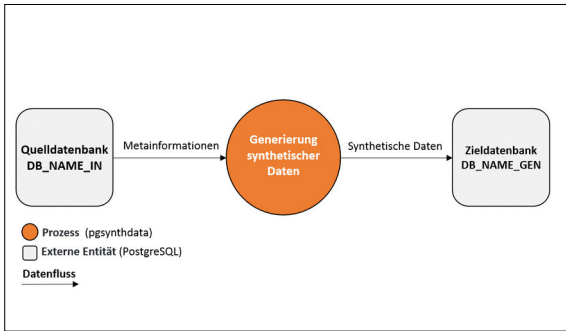 Quelldatenbank
DB_NAME_IN
Metainformationen
Generierung
synthetischer
Daten
Synthetische Daten
Zieldatenbank
DB_NAME_GEN
Prozess (pgsynthdata)
Externe Entität (PostgreSQL)
Datenfluss